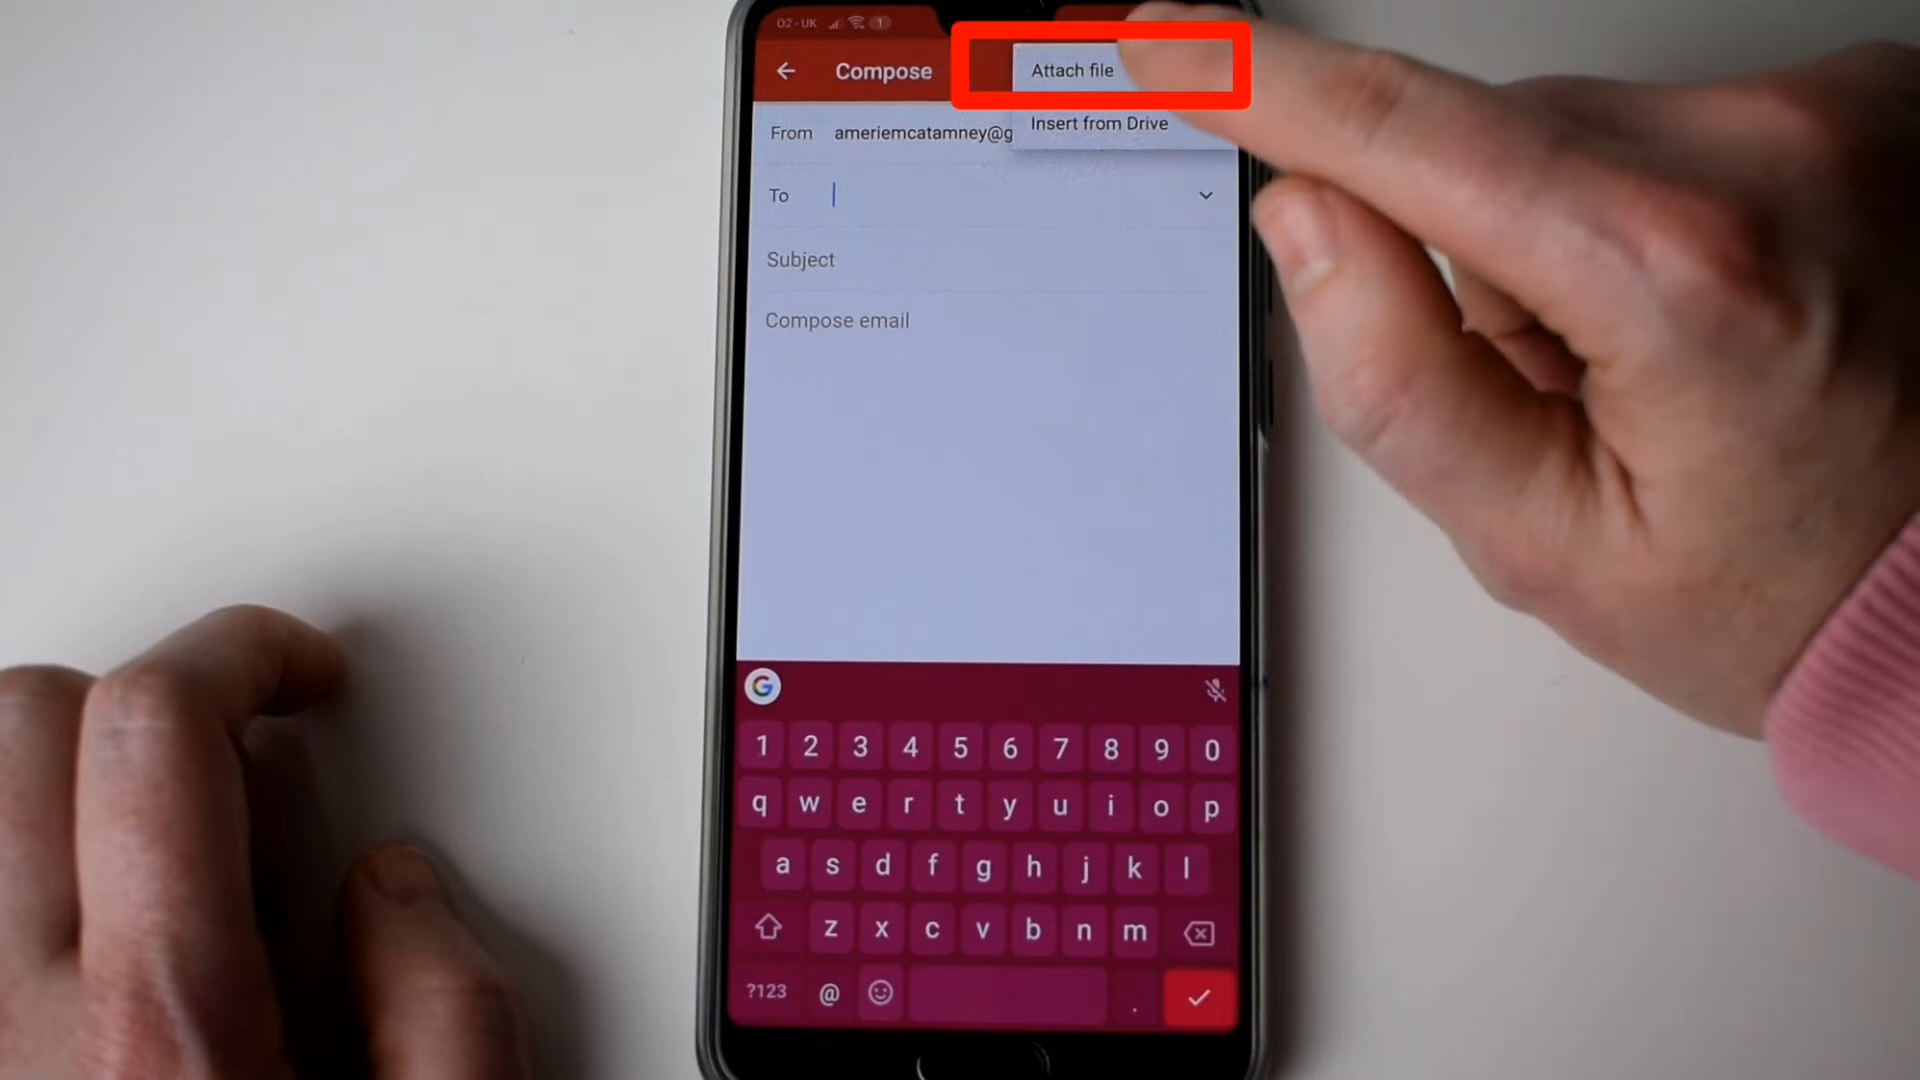 O2-UK 1
Compose
Attach file
Insert from Drive
From ameriemcatamney@g
To
Subject
Compose email
G
1 2 3 4 5 6 7 8 9 0
q w e r t y u i o p
a s d f g h j k l
z x c v b n m
?123 @ .